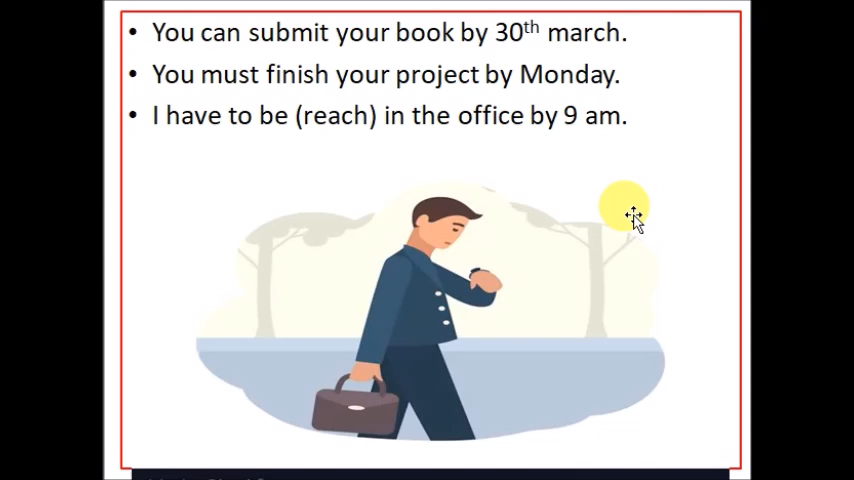 • You can submit your book by 30th march.
• You must finish your project by Monday.
• I have to be (reach) in the office by 9 am.